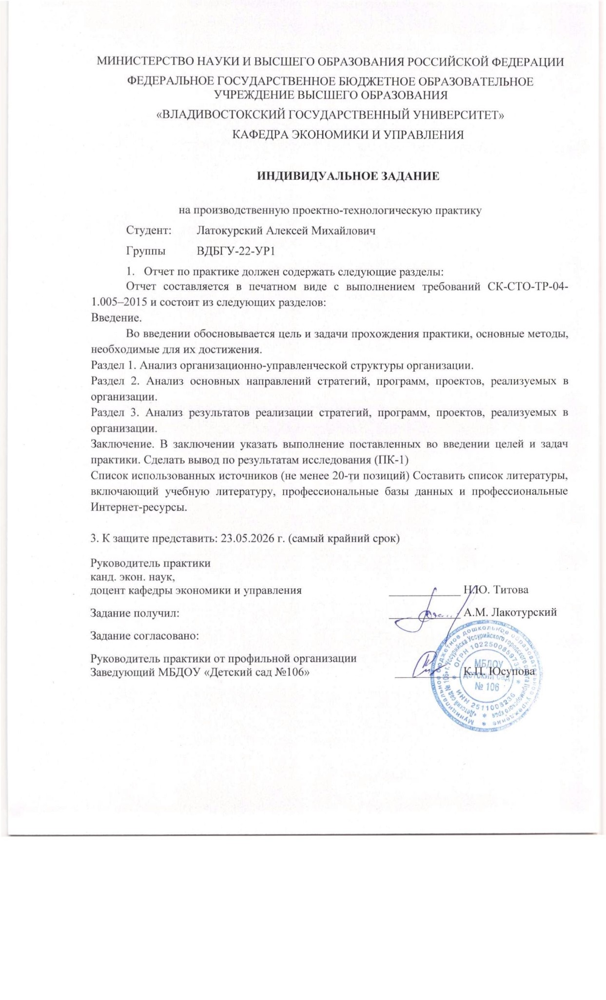 МИНИСТЕРСТВО НАУКИ И ВЫСШЕГО ОБРАЗОВАНИЯ РОССИЙСКОЙ ФЕДЕРАЦИИ
ФЕДЕРАЛЬНОЕ ГОСУДАРСТВЕННОЕ БЮДЖЕТНОЕ ОБРАЗОВАТЕЛЬНОЕ
УЧРЕЖДЕНИЕ ВЫСШЕГО ОБРАЗОВАНИЯ
«ВЛАДИВОСТОКСКИЙ ГОСУДАРСТВЕННЫЙ УНИВЕРСИТЕТ»
КАФЕДРА ЭКОНОМИКИ И УПРАВЛЕНИЯ
ИНДИВИДУАЛЬНОЕ ЗАДАНИЕ
на производственную проектно-технологическую практику
Студент: Латокурский Алексей Михайлович
Группы ВДБГУ-22-УР1
1. Отчет по практике должен содержать следующие разделы:
Отчет составляется в печатном виде с выполнением требований СК-СТО-ТР-04-
1.005–2015 и состоит из следующих разделов:
Введение.
Во введении обосновывается цель и задачи прохождения практики, основные методы,
необходимые для их достижения.
Раздел 1. Анализ организационно-управленческой структуры организации.
Раздел 2. Анализ основных направлений стратегий, программ, проектов, реализуемых в
организации.
Раздел 3. Анализ результатов реализации стратегий, программ, проектов, реализуемых в
организации.
Заключение. В заключении указать выполнение поставленных во введении целей и задач
практики. Сделать вывод по результатам исследования (ПК-1)
Список использованных источников (не менее 20-ти позиций) Составить список литературы,
включающий учебную литературу, профессиональные базы данных и профессиональные
Интернет-ресурсы.
3. К защите представить: 23.05.2026 г. (самый крайний срок)
Руководитель практики
канд. экон. наук,
доцент кафедры экономики и управления Н.Ю. Титова
Задание получил: А.М. Лакотурский
Задание согласовано:
Руководитель практики от профильной организации
Заведующий МБДОУ «Детский сад №106» К.П. Юсупова
Муниципальное бюджетное дошкольное образовательное учреждение
«Детский сад № 106» г. Уссурийска Уссурийского городского округа Приморского края
ИНН 2511008236
МБДОУ
детский сад
№ 106